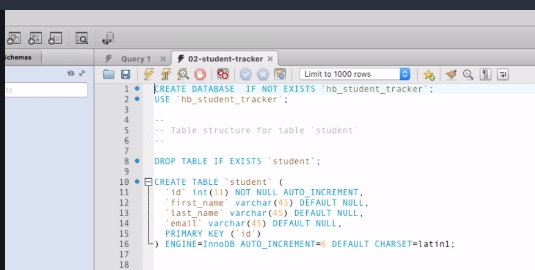 Schemas
Query 1
02-student-tracker
Limit to 1000 rows
1 CREATE DATABASE  IF NOT EXISTS `hb_student_tracker`;
2 USE `hb_student_tracker`;
3
4 --
5 -- Table structure for table `student`
6 --
7
8 DROP TABLE IF EXISTS `student`;
9
10 CREATE TABLE `student` (
11 `id` int(11) NOT NULL AUTO_INCREMENT,
12 `first_name` varchar(45) DEFAULT NULL,
13 `last_name` varchar(45) DEFAULT NULL,
14 `email` varchar(45) DEFAULT NULL,
15 PRIMARY KEY (`id`)
16 ) ENGINE=InnoDB AUTO_INCREMENT=6 DEFAULT CHARSET=latin1;
17
18